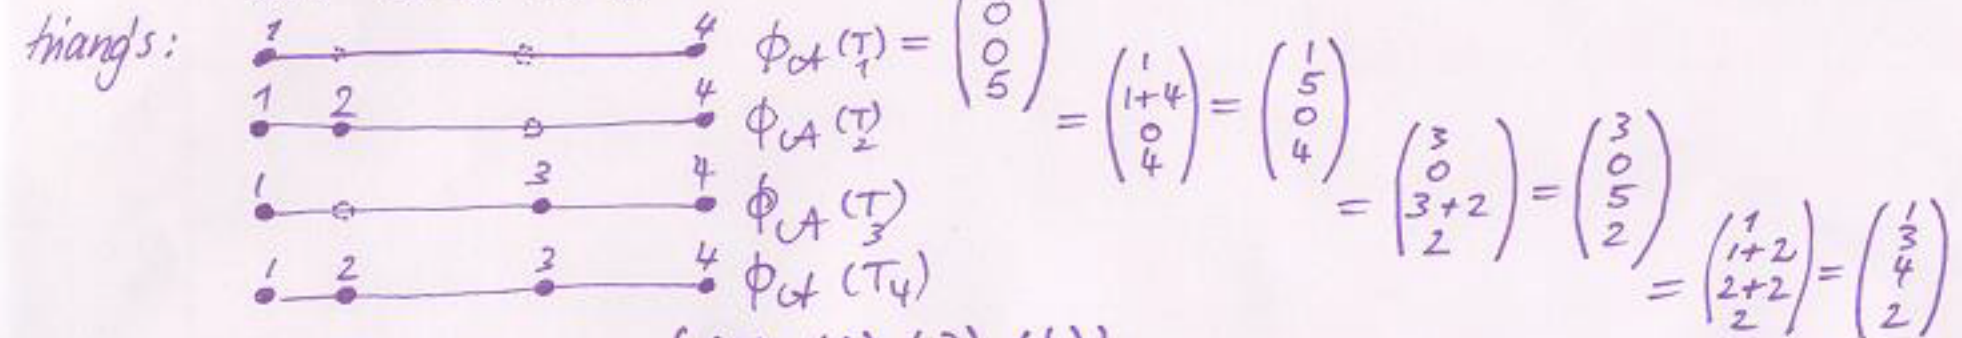 triang's: 1 4 ϕ_A(T_1) = (0 0 5)
1 2 4 ϕ_A(T_2) = (1 1+4 0 4) = (1 5 0 4)
1 3 4 ϕ_A(T_3) = (3 0 3+2 2) = (3 0 5 2)
1 2 3 4 ϕ_A(T_4) = (1 1+2 2+2 2) = (1 3 4 2)